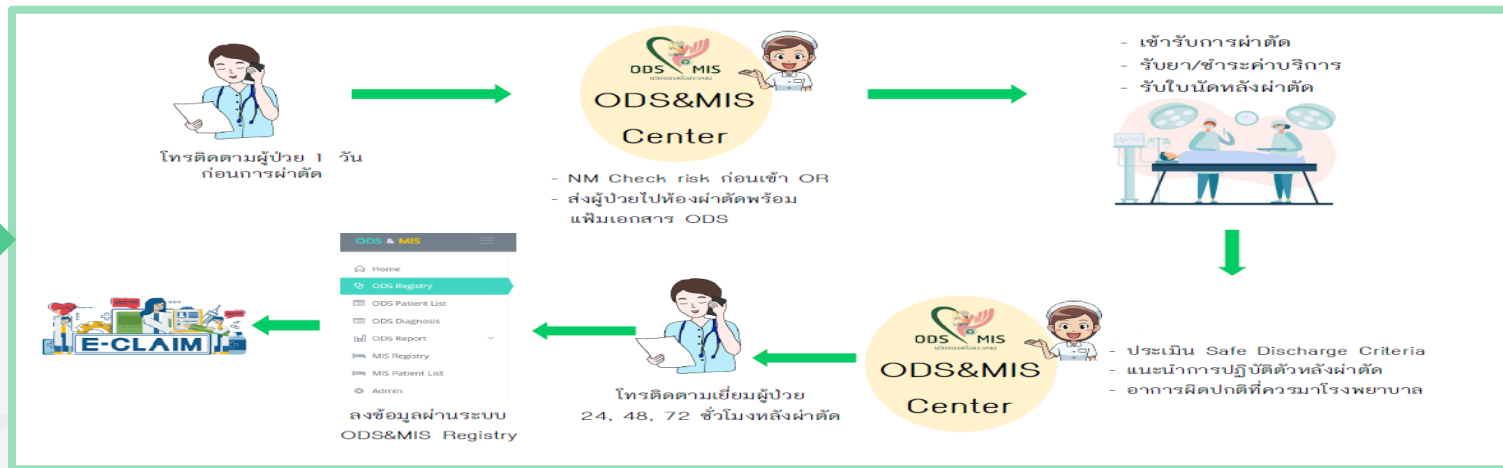 โทรติดตามผู้ป่วย 1 วัน
ก่อนการผ่าตัด
ODS MIS
ODS&MIS
Center
- NM Check risk ก่อนเข้า OR
- ส่งผู้ป่วยไปห้องผ่าตัดพร้อม
แฟ้มเอกสาร ODS
- เข้ารับการผ่าตัด
- รับยา/ชำระค่าบริการ
- รับใบนัดหลังผ่าตัด
ODS MIS
ODS&MIS
Center
- ประเมิน Safe Discharge Criteria
- แนะนำการปฏิบัติตัวหลังผ่าตัด
- อาการผิดปกติที่ควรมาโรงพยาบาล
โทรติดตามเยี่ยมผู้ป่วย
24, 48, 72 ชั่วโมงหลังผ่าตัด
ODS & MIS
Home
ODS Registry
ODS Patient List
ODS Diagnosis
ODS Report
MIS Registry
MIS Patient List
Admin
ลงข้อมูลผ่านระบบ
ODS&MIS Registry
E-CLAIM